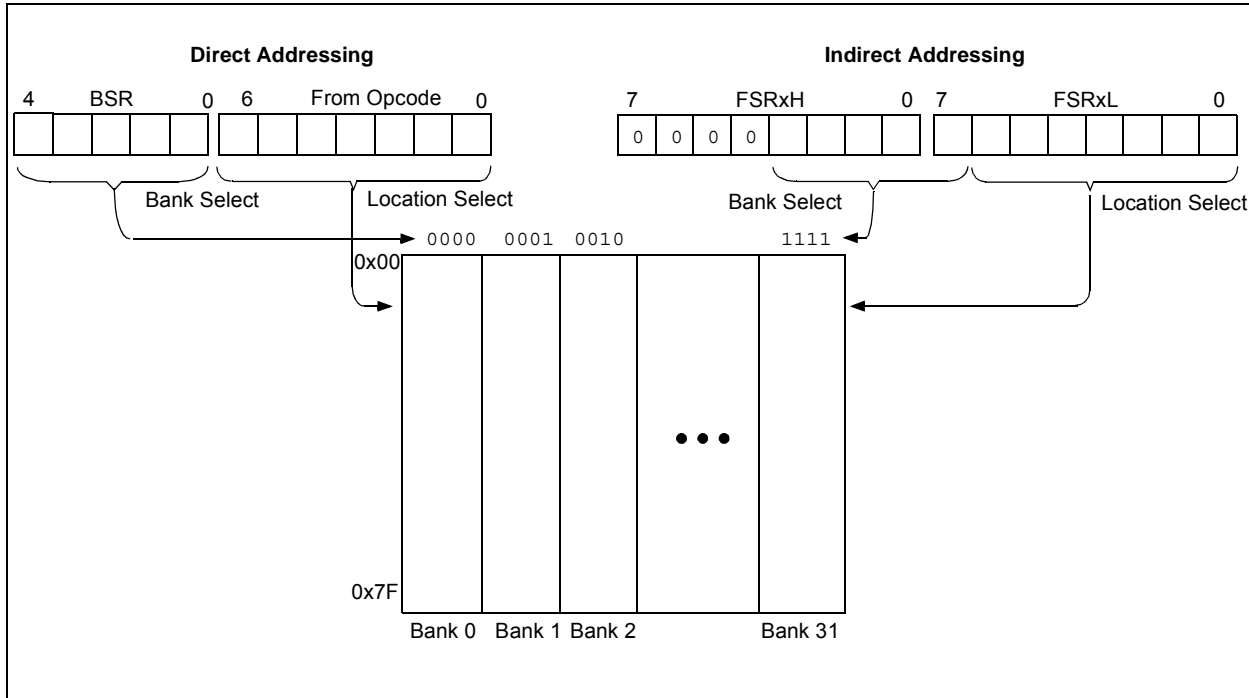 Direct Addressing
Indirect Addressing
4 BSR 0 6 From Opcode 0
7 FSRxH 0 7 FSRxL 0
0 0 0 0
Bank Select
Location Select
Bank Select
Location Select
0000 0001 0010 1111
0x00
0x7F
Bank 0 Bank 1 Bank 2 Bank 31